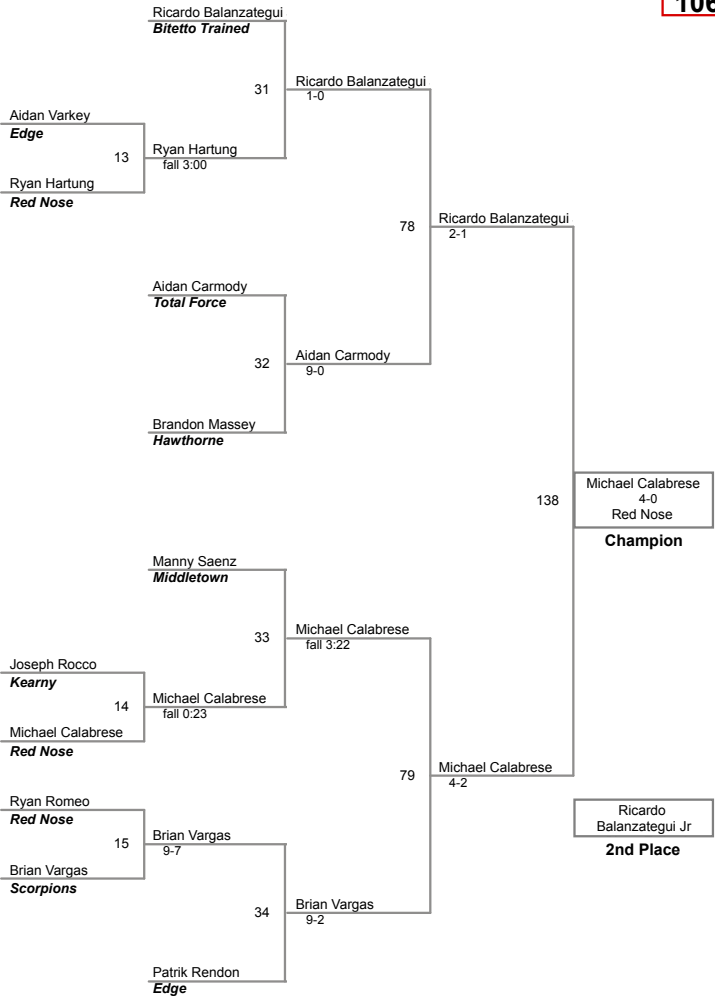 106
Ricardo Balanzategui
Bitetto Trained
31
Ricardo Balanzategui
1-0
Aidan Varkey
Edge
13
Ryan Hartung
fall 3:00
Ryan Hartung
Red Nose
78
Ricardo Balanzategui
2-1
Aidan Carmody
Total Force
32
Aidan Carmody
9-0
Brandon Massey
Hawthorne
138
Michael Calabrese
4-0
Red Nose
Champion
Manny Saenz
Middletown
33
Michael Calabrese
fall 3:22
Joseph Rocco
Kearny
14
Michael Calabrese
fall 0:23
Michael Calabrese
Red Nose
79
Michael Calabrese
4-2
Ryan Romeo
Red Nose
15
Brian Vargas
9-7
Brian Vargas
Scorpions
34
Brian Vargas
9-2
Patrik Rendon
Edge
Ricardo
Balanzategui Jr
2nd Place